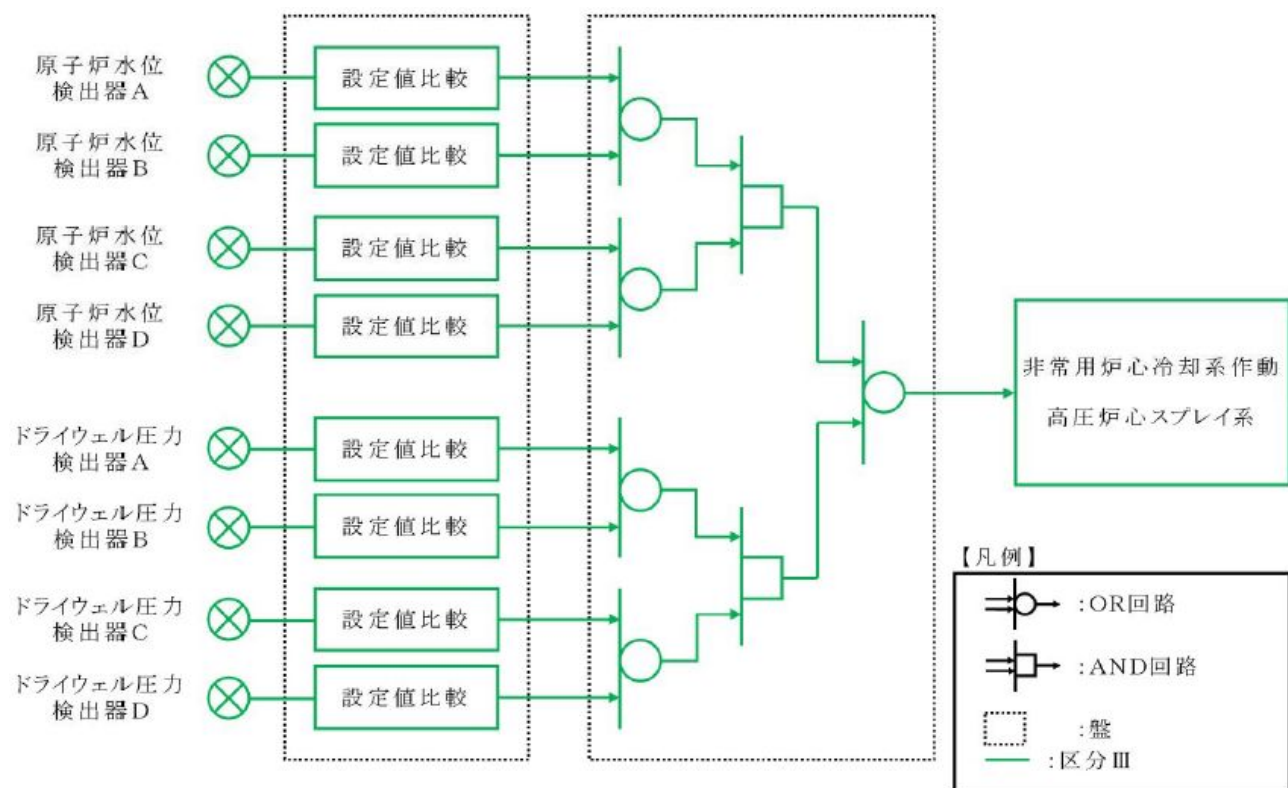 原子炉水位
検出器A
設定値比較
原子炉水位
検出器B
設定値比較
原子炉水位
検出器C
設定値比較
原子炉水位
検出器D
設定値比較
ドライウェル圧力
検出器A
設定値比較
ドライウェル圧力
検出器B
設定値比較
ドライウェル圧力
検出器C
設定値比較
ドライウェル圧力
検出器D
設定値比較
非常用炉心冷却系作動
高圧炉心スプレイ系
【凡例】
:OR回路
:AND回路
:盤
:区分Ⅲ